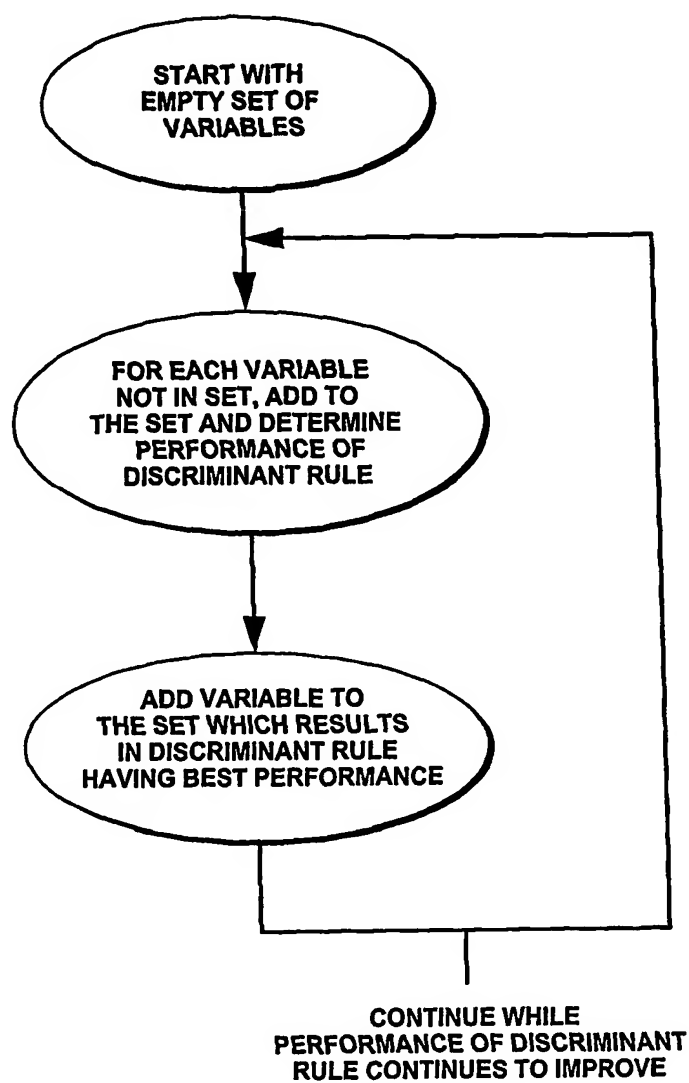 START WITH
EMPTY SET OF
VARIABLES
FOR EACH VARIABLE
NOT IN SET, ADD TO
THE SET AND DETERMINE
PERFORMANCE OF
DISCRIMINANT RULE
ADD VARIABLE TO
THE SET WHICH RESULTS
IN DISCRIMINANT RULE
HAVING BEST PERFORMANCE
CONTINUE WHILE
PERFORMANCE OF DISCRIMINANT
RULE CONTINUES TO IMPROVE